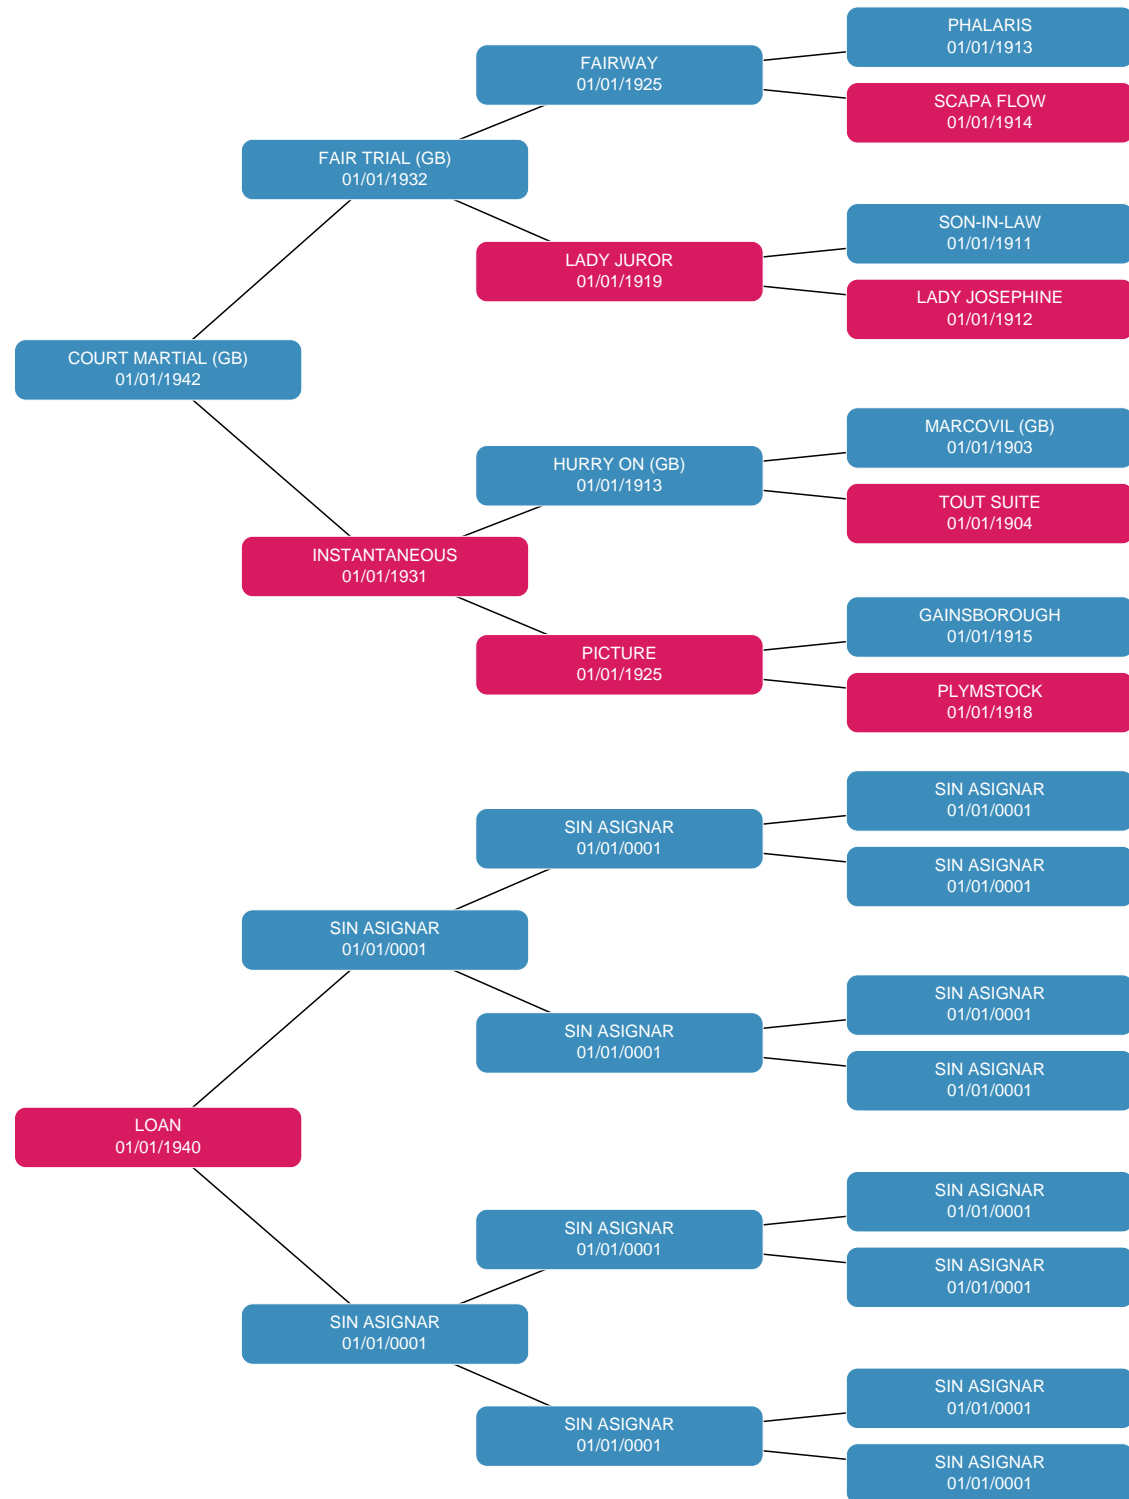 PHALARIS
01/01/1913
FAIRWAY
01/01/1925
SCAPA FLOW
01/01/1914
FAIR TRIAL (GB)
01/01/1932
SON-IN-LAW
01/01/1911
LADY JUROR
01/01/1919
LADY JOSEPHINE
01/01/1912
COURT MARTIAL (GB)
01/01/1942
MARCOVIL (GB)
01/01/1903
HURRY ON (GB)
01/01/1913
TOUT SUITE
01/01/1904
INSTANTANEOUS
01/01/1931
GAINSBOROUGH
01/01/1915
PICTURE
01/01/1925
PLYMSTOCK
01/01/1918
SIN ASIGNAR
01/01/0001
SIN ASIGNAR
01/01/0001
SIN ASIGNAR
01/01/0001
SIN ASIGNAR
01/01/0001
SIN ASIGNAR
01/01/0001
SIN ASIGNAR
01/01/0001
SIN ASIGNAR
01/01/0001
LOAN
01/01/1940
SIN ASIGNAR
01/01/0001
SIN ASIGNAR
01/01/0001
SIN ASIGNAR
01/01/0001
SIN ASIGNAR
01/01/0001
SIN ASIGNAR
01/01/0001
SIN ASIGNAR
01/01/0001
SIN ASIGNAR
01/01/0001